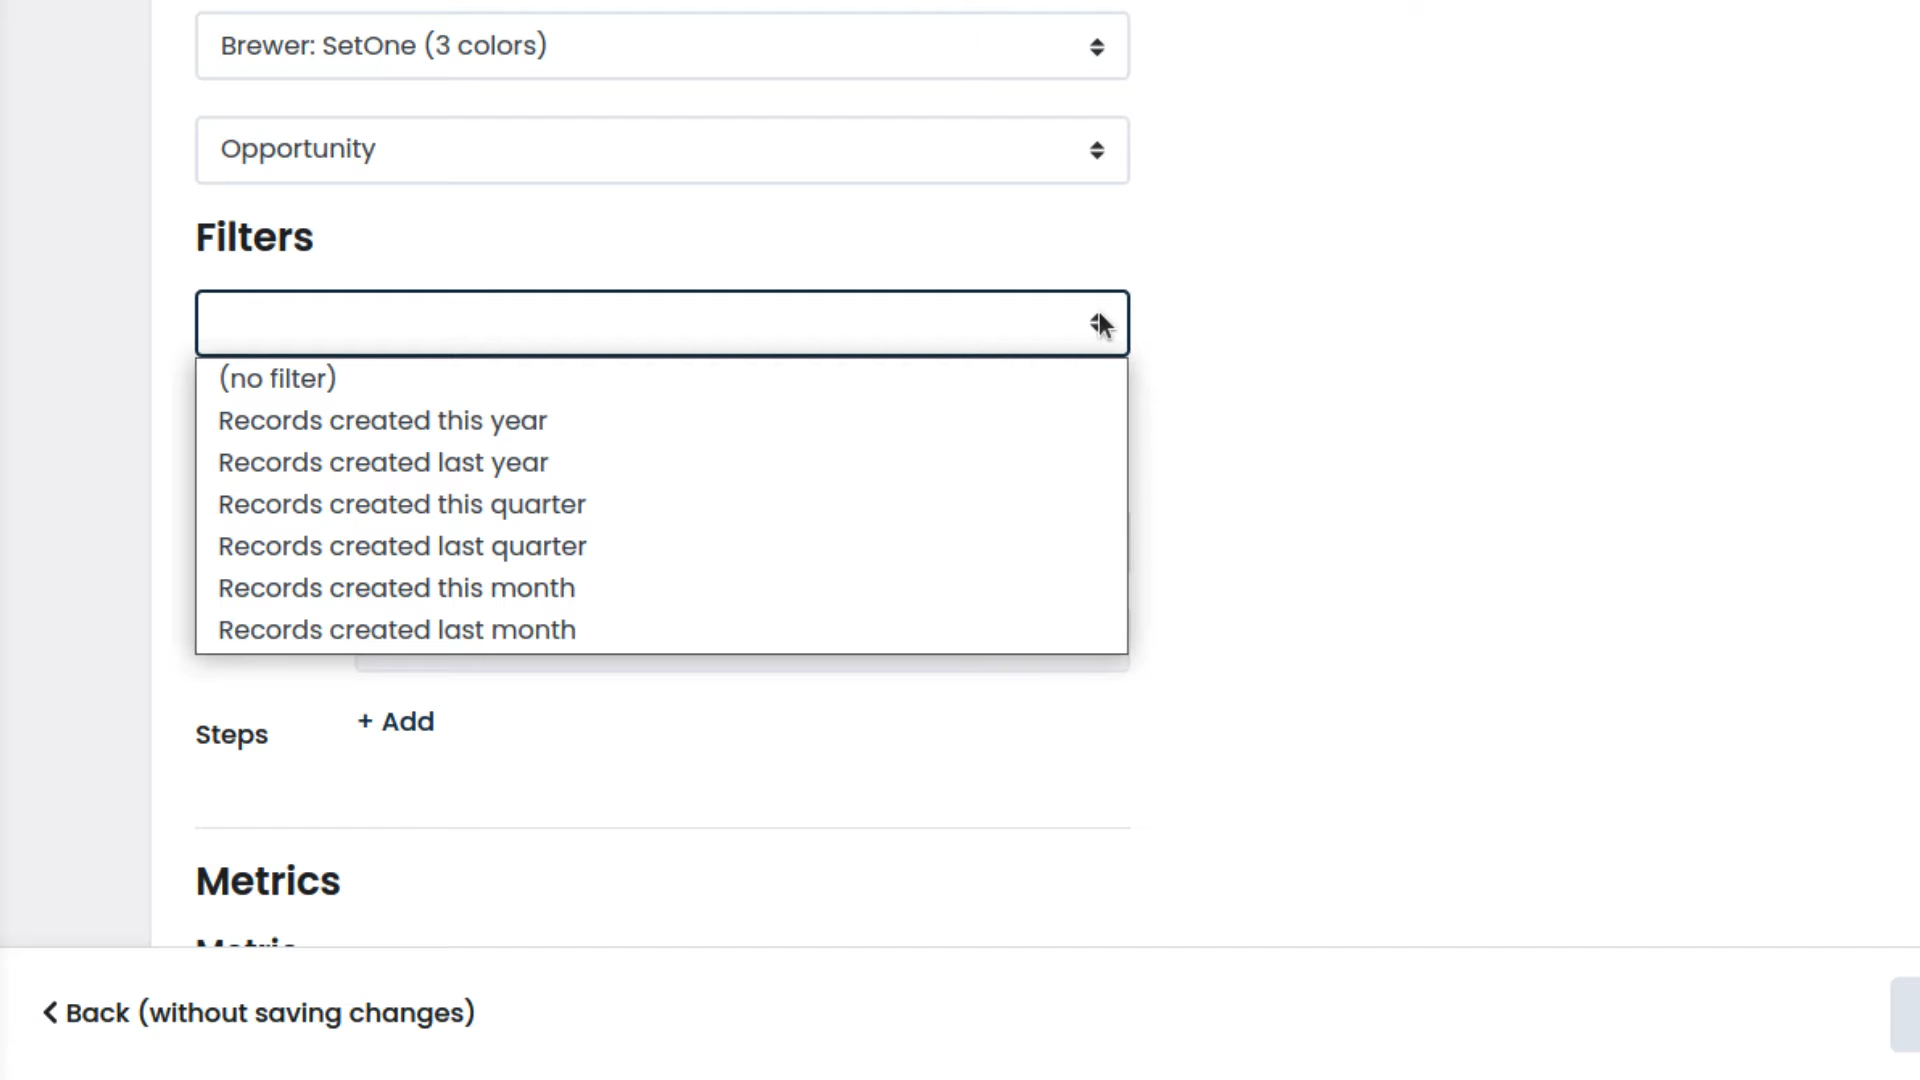 Brewer: SetOne (3 colors)
Opportunity
Filters
(no filter)
Records created this year
Records created last year
Records created this quarter
Records created last quarter
Records created this month
Records created last month
Steps + Add
Metrics
Metric
Back (without saving changes)